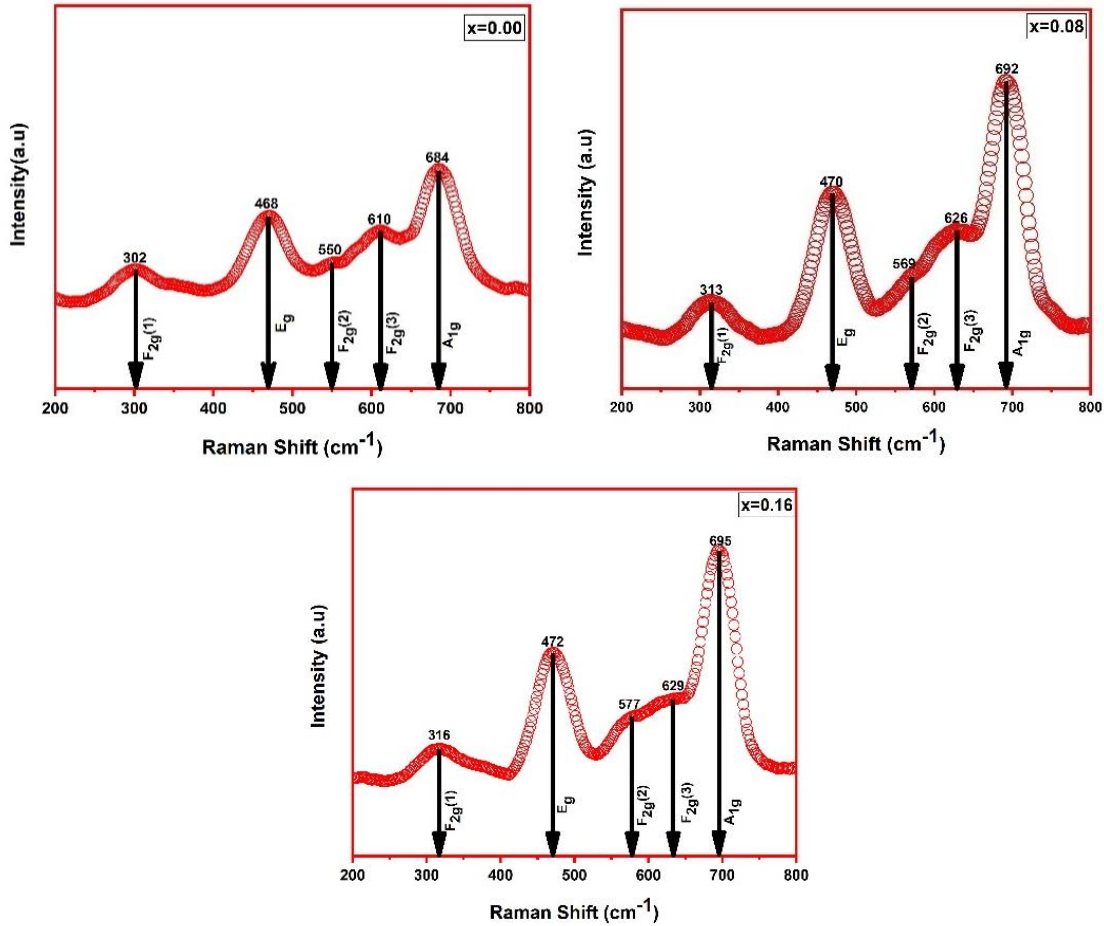 x=0.00
Intensity(a.u)
684
468
610
550
302
F2g(1)
Eg
F2g(2)
F2g(3)
A1g
200 300 400 500 600 700 800
Raman Shift (cm-1)
x=0.08
Intensity (a.u)
692
470
626
569
313
F2g(1)
Eg
F2g(2)
F2g(3)
A1g
200 300 400 500 600 700 800
Raman Shift (cm-1)
x=0.16
Intensity (a.u)
695
472
629
577
316
F2g(1)
Eg
F2g(2)
F2g(3)
A1g
200 300 400 500 600 700 800
Raman Shift (cm-1)